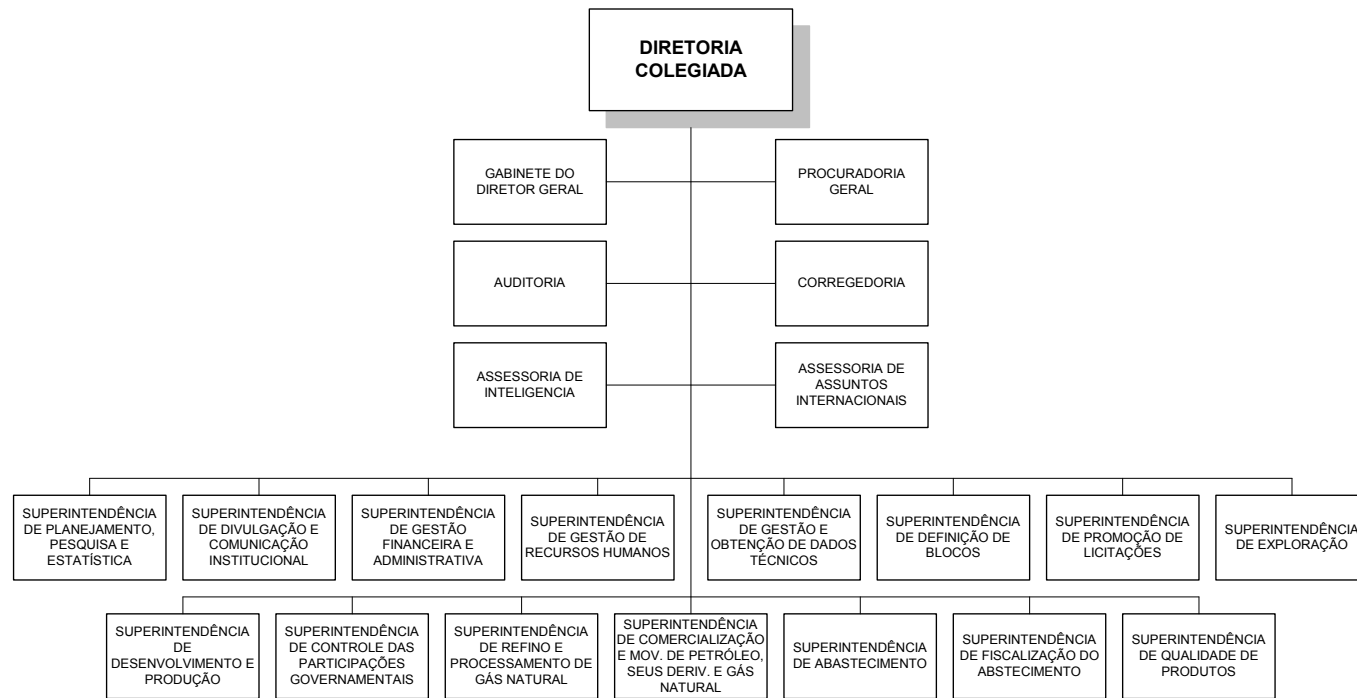 DIRETORIA
COLEGIADA
GABINETE DO
DIRETOR GERAL
PROCURADORIA
GERAL
AUDITORIA
CORREGEDORIA
ASSESSORIA DE
INTELIGENCIA
ASSESSORIA DE
ASSUNTOS
INTERNACIONAIS
SUPERINTENDÊNCIA
DE PLANEJAMENTO,
PESQUISA E
ESTATÍSTICA
SUPERINTENDÊNCIA
DE DIVULGAÇÃO E
COMUNICAÇÃO
INSTITUCIONAL
SUPERINTENDÊNCIA
DE GESTÃO
FINANCEIRA E
ADMINISTRATIVA
SUPERINTENDÊNCIA
DE GESTÃO DE
RECURSOS HUMANOS
SUPERINTENDÊNCIA
DE GESTÃO E
OBTENÇÃO DE DADOS
TÉCNICOS
SUPERINTENDÊNCIA
DE DEFINIÇÃO DE
BLOCOS
SUPERINTENDÊNCIA
DE PROMOÇÃO DE
LICITAÇÕES
SUPERINTENDÊNCIA
DE EXPLORAÇÃO
SUPERINTENDÊNCIA
DE
DESENVOLVIMENTO E
PRODUÇÃO
SUPERINTENDÊNCIA
DE CONTROLE DAS
PARTICIPAÇÕES
GOVERNAMENTAIS
SUPERINTENDÊNCIA
DE REFINO E
PROCESSAMENTO DE
GÁS NATURAL
SUPERINTENDÊNCIA
DE COMERCIALIZAÇÃO
E MOV. DE PETRÓLEO,
SEUS DERIV. E GÁS
NATURAL
SUPERINTENDÊNCIA
DE ABASTECIMENTO
SUPERINTENDÊNCIA
DE FISCALIZAÇÃO DO
ABSTECIMENTO
SUPERINTENDÊNCIA
DE QUALIDADE DE
PRODUTOS